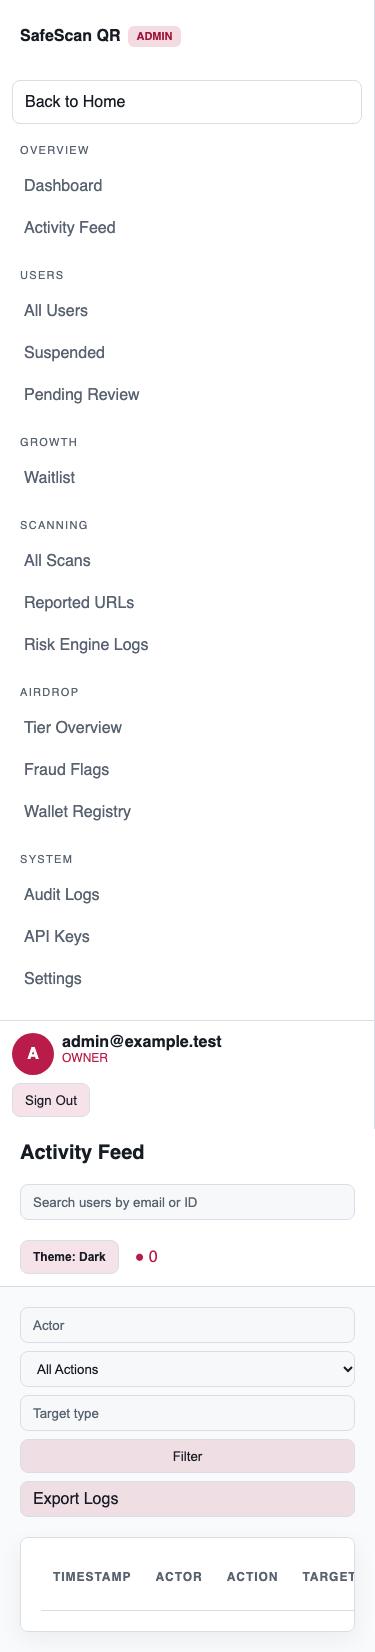 SafeScan QR ADMIN
Back to Home
OVERVIEW
Dashboard
Activity Feed
USERS
All Users
Suspended
Pending Review
GROWTH
Waitlist
SCANNING
All Scans
Reported URLs
Risk Engine Logs
AIRDROP
Tier Overview
Fraud Flags
Wallet Registry
SYSTEM
Audit Logs
API Keys
Settings
A admin@example.test
OWNER
Sign Out
Activity Feed
Search users by email or ID
Theme: Dark ● 0
Actor
All Actions
Target type
Filter
Export Logs
TIMESTAMP ACTOR ACTION TARGET